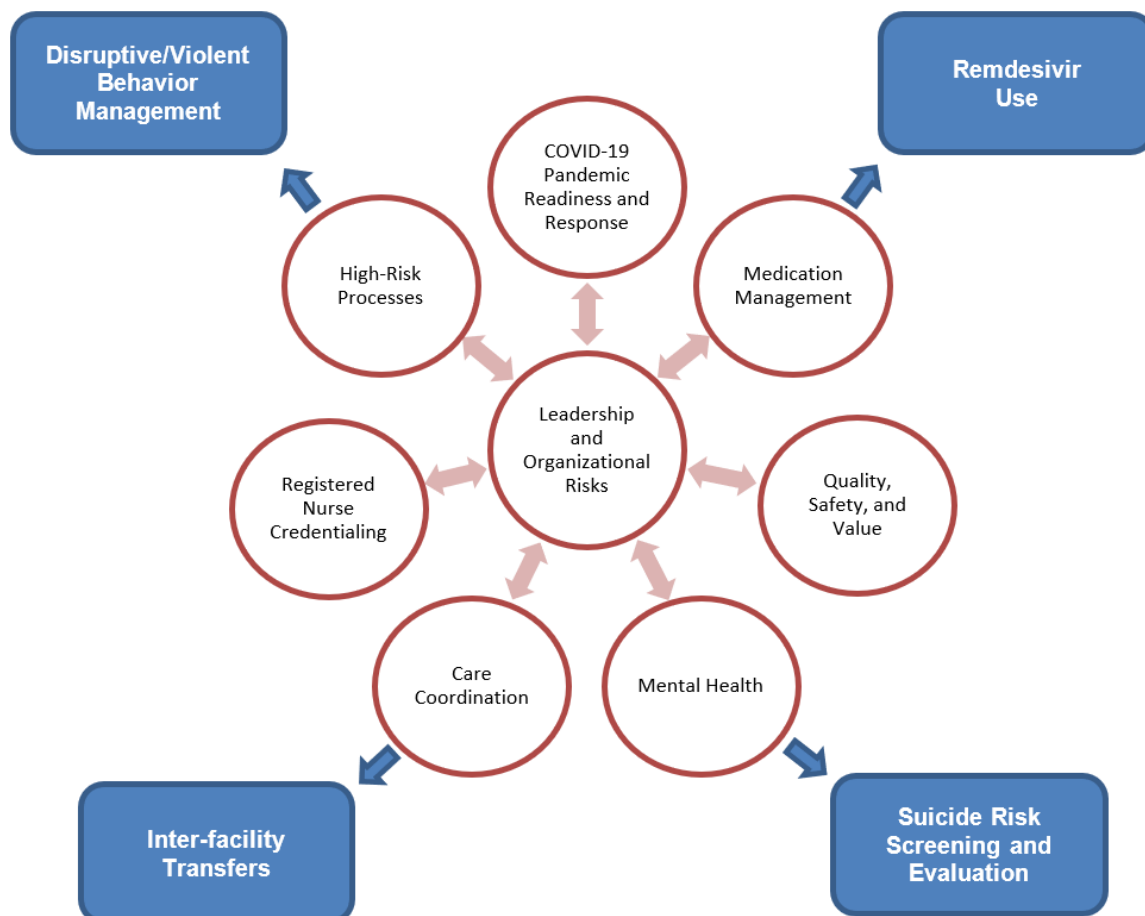 Disruptive/Violent
Behavior
Management
Remdesivir
Use
COVID-19
Pandemic
Readiness and
Response
High-Risk
Processes
Medication
Management
Leadership
and
Organizational
Risks
Registered
Nurse
Credentialing
Quality,
Safety, and
Value
Care
Coordination
Mental Health
Inter-facility
Transfers
Suicide Risk
Screening and
Evaluation